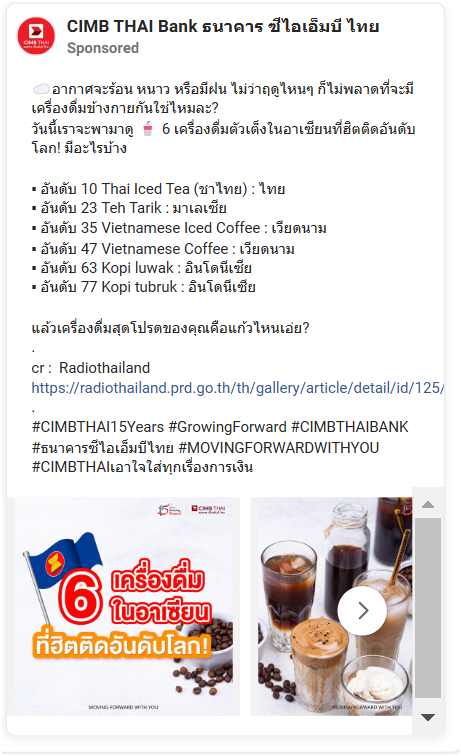 CIMB THAI Bank ธนาคาร ซีไอเอ็มบี ไทย
Sponsored
☁️อากาศจะร้อน หนาว หรือมีฝน ไม่ว่าฤดูไหนๆ ก็ไม่พลาดที่จะมี
เครื่องดื่มข้างกายกันใช่ไหมละ?
วันนี้เราจะพามาดู 🥤 6 เครื่องดื่มตัวเต็งในอาเซียนที่ฮิตติดอันดับ
โลก! มีอะไรบ้าง
▪️ อันดับ 10 Thai Iced Tea (ชาไทย) : ไทย
▪️ อันดับ 23 Teh Tarik : มาเลเซีย
▪️ อันดับ 35 Vietnamese Iced Coffee : เวียดนาม
▪️ อันดับ 47 Vietnamese Coffee : เวียดนาม
▪️ อันดับ 63 Kopi luwak : อินโดนีเซีย
▪️ อันดับ 77 Kopi tubruk : อินโดนีเซีย
แล้วเครื่องดื่มสุดโปรดของคุณคือแก้วไหนเอ่ย?
.
cr : Radiothailand
https://radiothailand.prd.go.th/th/gallery/article/detail/id/125/
.
#CIMBTHAI15Years #GrowingForward #CIMBTHAIBANK
#ธนาคารซีไอเอ็มบีไทย #MOVINGFORWARDWITHYOU
#CIMBTHAIเอาใจใส่ทุกเรื่องการเงิน
CIMB THAI
6 เครื่องดื่ม
ในอาเซียน
ที่ฮิตติดอันดับโลก!
MOVING FORWARD WITH YOU
MOVING FORWARD WITH YOU